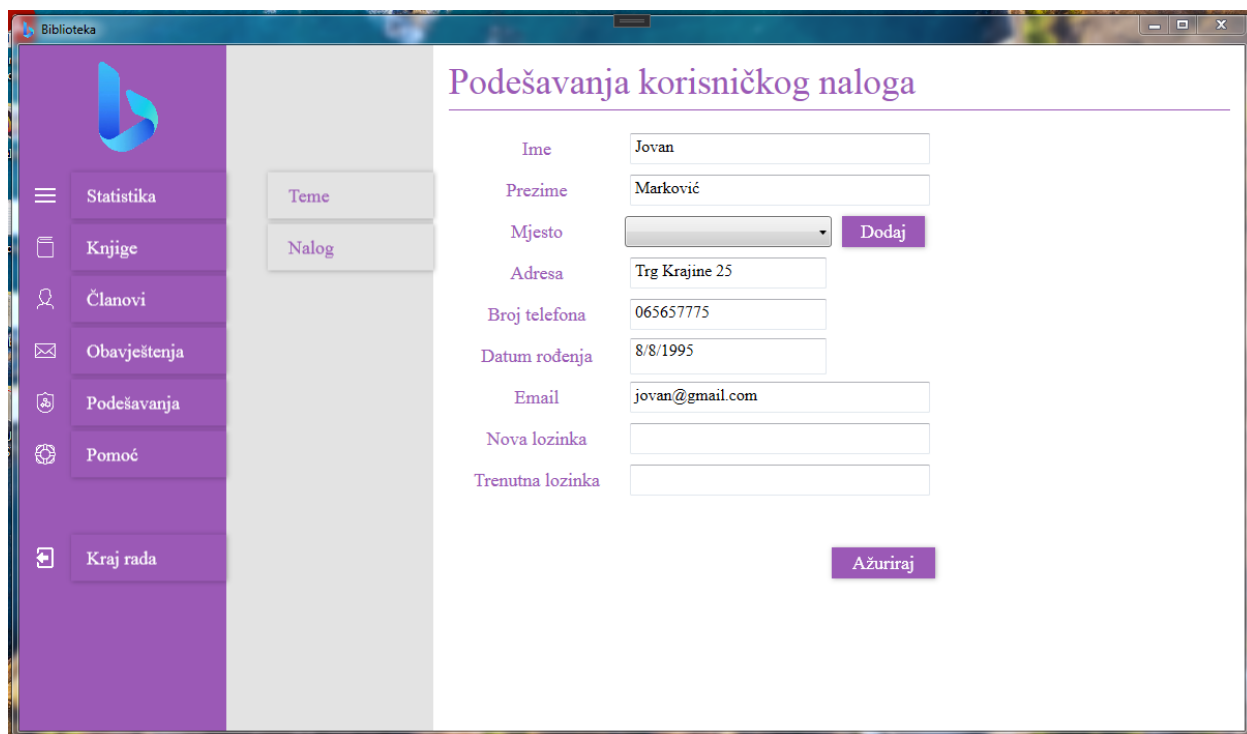 Biblioteka
Statistika
Knjige
Članovi
Obavještenja
Podešavanja
Pomoć
Kraj rada
Teme
Nalog
Podešavanja korisničkog naloga
Ime Jovan
Prezime Marković
Mjesto Dodaj
Adresa Trg Krajine 25
Broj telefona 065657775
Datum rođenja 8/8/1995
Email jovan@gmail.com
Nova lozinka
Trenutna lozinka
Ažuriraj